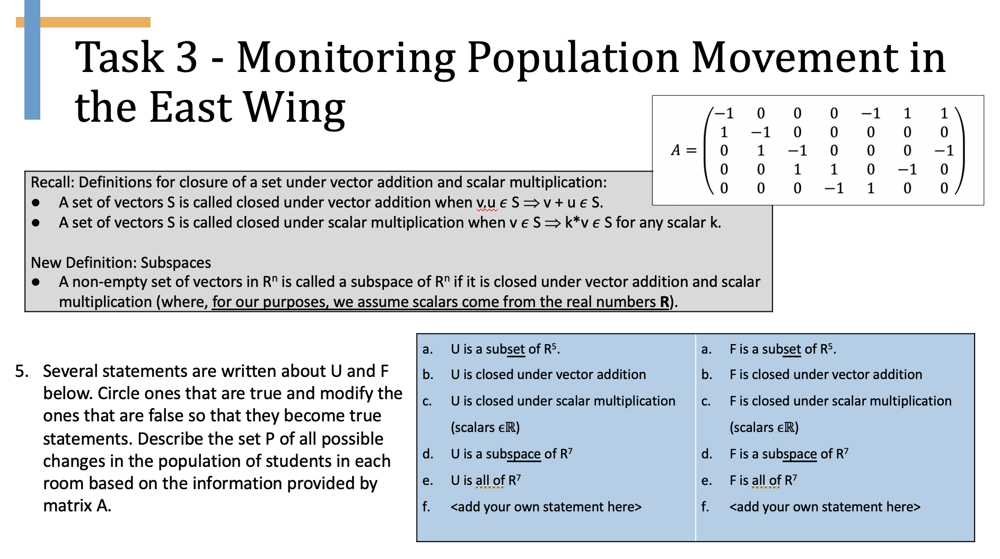 Task 3 - Monitoring Population Movement in
the East Wing
A =
−1 0 0 0 −1 1 1
1 −1 0 0 0 0 0
0 1 −1 0 0 0 −1
0 0 1 1 0 −1 0
0 0 0 −1 1 0 0
Recall: Definitions for closure of a set under vector addition and scalar multiplication:
● A set of vectors S is called closed under vector addition when v,u ϵ S ⟹ v + u ϵ S.
● A set of vectors S is called closed under scalar multiplication when v ϵ S ⟹ k*v ϵ S for any scalar k.
New Definition: Subspaces
● A non-empty set of vectors in Rⁿ is called a subspace of Rⁿ if it is closed under vector addition and scalar
multiplication (where, for our purposes, we assume scalars come from the real numbers R).
5. Several statements are written about U and F
below. Circle ones that are true and modify the
ones that are false so that they become true
statements. Describe the set P of all possible
changes in the population of students in each
room based on the information provided by
matrix A.
a. U is a subset of R⁵.
b. U is closed under vector addition
c. U is closed under scalar multiplication
(scalars ϵℝ)
d. U is a subspace of R⁷
e. U is all of R⁷
f. <add your own statement here>
a. F is a subset of R⁵.
b. F is closed under vector addition
c. F is closed under scalar multiplication
(scalars ϵℝ)
d. F is a subspace of R⁷
e. F is all of R⁷
f. <add your own statement here>